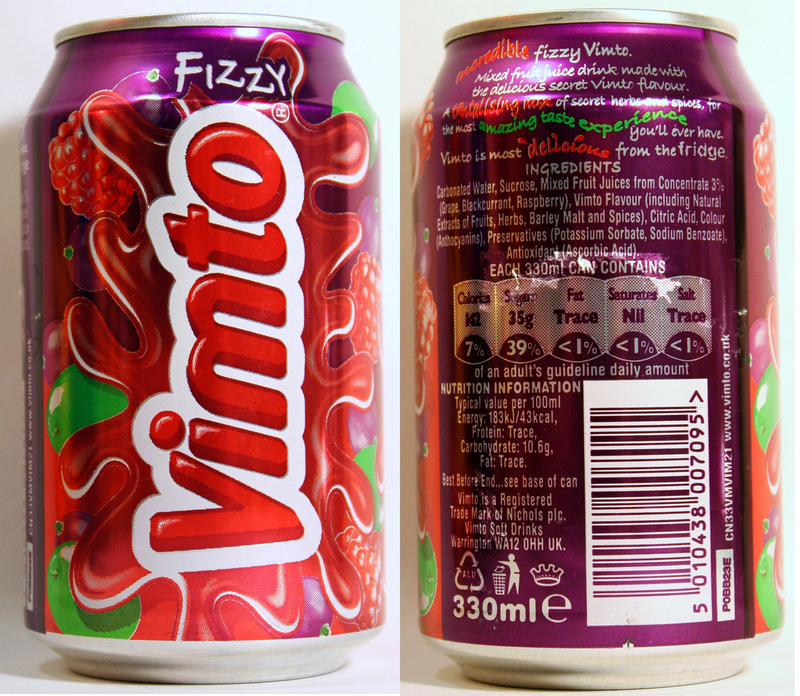 FIZZY
Vimto®
incredible fizzy Vimto.
Mixed fruit juice drink made with
the delicious secret Vimto flavour.
A tantalising mix of secret herbs and spices, for
the most amazing taste experience
you'll ever have.
Vimto is most delicious from the fridge.
INGREDIENTS
Carbonated Water, Sucrose, Mixed Fruit Juices from Concentrate 3%
(Grape, Blackcurrant, Raspberry), Vimto Flavour (including Natural
Extracts of Fruits, Herbs, Barley Malt and Spices), Citric Acid, Colour
(Anthocyanins), Preservatives (Potassium Sorbate, Sodium Benzoate),
Antioxidant (Ascorbic Acid).
EACH 330ml CAN CONTAINS
Calories Sugars Fat Saturates Salt
35g Trace Nil Trace
7% 39% <1% <1% <1%
of an adult's guideline daily amount
NUTRITION INFORMATION
Typical value per 100ml
Energy: 183kJ/43kcal,
Protein: Trace,
Carbohydrate: 10.6g,
Fat: Trace.
Best Before End...see base of can
Vimto is a Registered
Trade Mark of Nichols plc.
Vimto Soft Drinks
Warrington WA12 0HH UK.
ALU
330ml e
5 010438 007095 >
P0BB23E
CN33VMVIM21 www.vimto.co.uk
CN33VMVIM21 www.vimto.co.uk